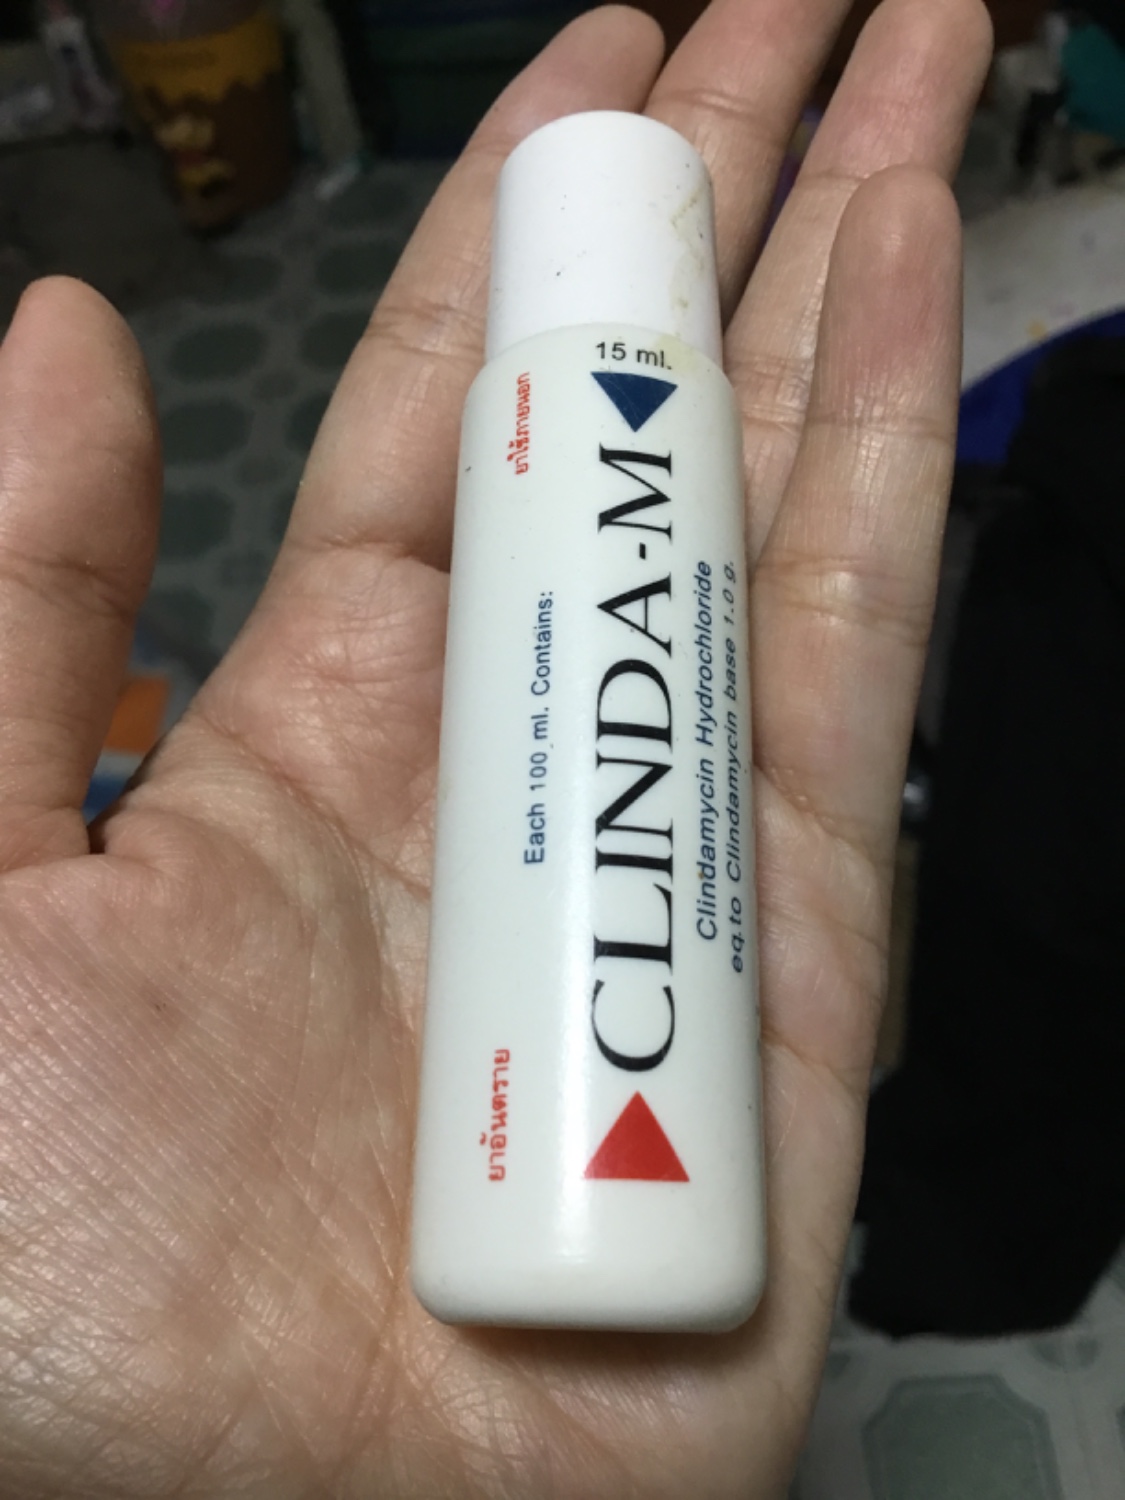 15 ml.
ยาใช้ภายนอก
ยาอันตราย
Each 100 ml. Contains:
CLINDA-M
Clindamycin Hydrochloride
eq.to Clindamycin base 1.0 g.